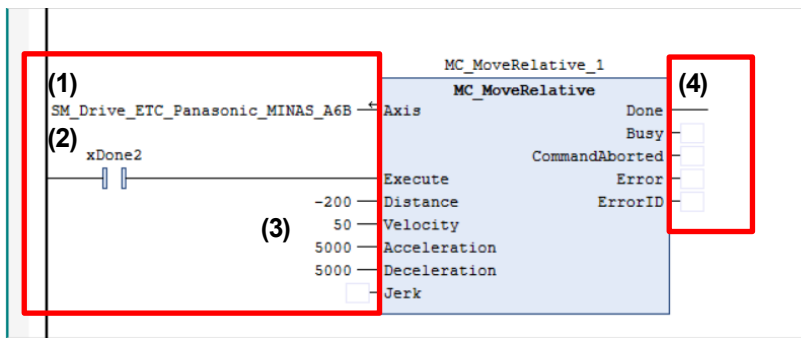 MC_MoveRelative_1
(1)
MC_MoveRelative
(4)
SM_Drive_ETC_Panasonic_MINAS_A6B
Axis
Done
(2)
Busy
xDone2
CommandAborted
Execute
Error
-200
Distance
ErrorID
(3)
50
Velocity
5000
Acceleration
5000
Deceleration
Jerk